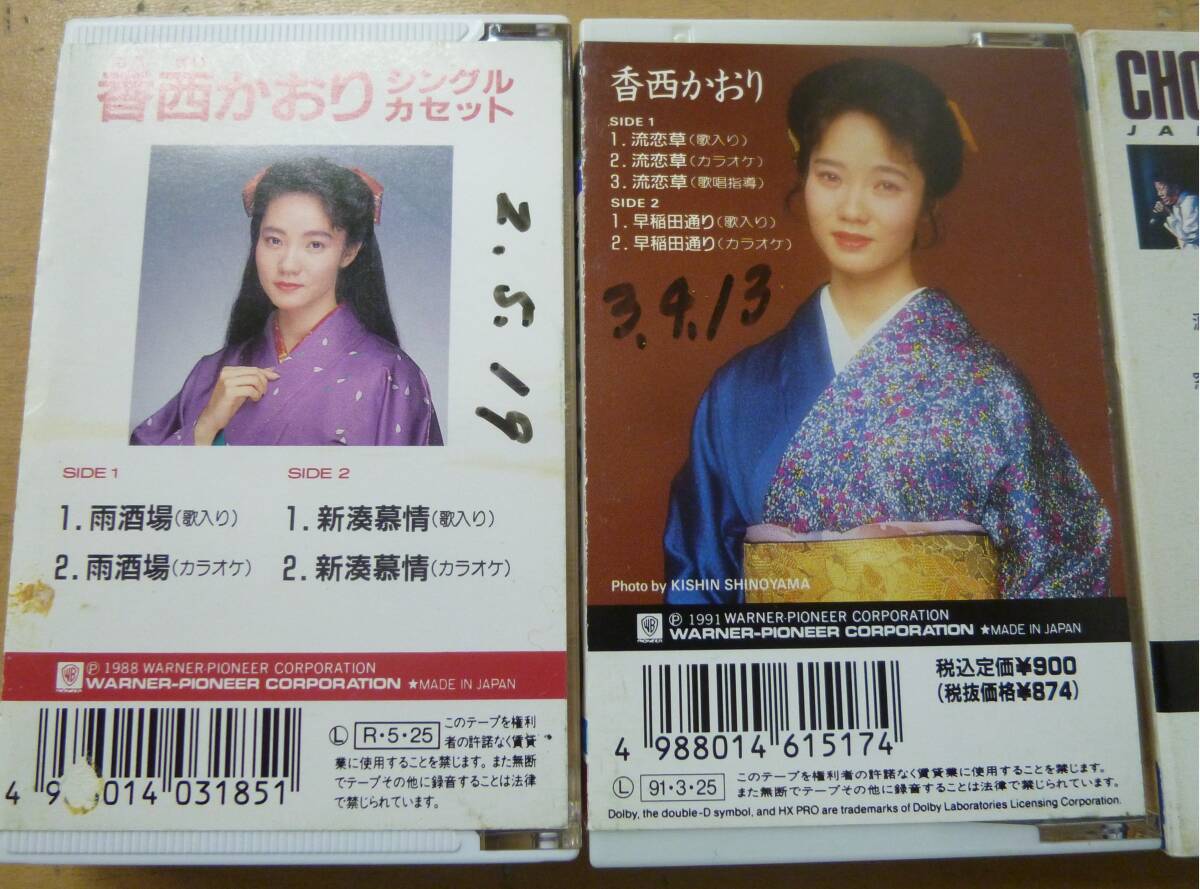 こう ざい
香西かおり
シングル
カセット
2.5.19
SIDE 1
1.雨酒場(歌入り)
2.雨酒場(カラオケ)
SIDE 2
1.新湊慕情(歌入り)
2.新湊慕情(カラオケ)
WB
PIONEER
Ⓟ 1988 WARNER-PIONEER CORPORATION
WARNER-PIONEER CORPORATION ★MADE IN JAPAN
014 031851
Ⓛ R・5・25
このテープを権利
者の許諾なく賃貸
業に使用することを禁じます。また無断
でテープその他に録音することは法律
で禁じられています。
香西かおり
SIDE 1
1. 流恋草(歌入り)
2. 流恋草(カラオケ)
3. 流恋草(歌唱指導)
SIDE 2
1. 早稲田通り(歌入り)
2. 早稲田通り(カラオケ)
3.4.13
Photo by KISHIN SHINOYAMA
WB
PIONEER
Ⓟ 1991 WARNER-PIONEER CORPORATION
WARNER-PIONEER CORPORATION ★MADE IN JAPAN
税込定価¥900
(税抜価格¥874)
4 988014 615174
Ⓛ 91・3・25
このテープを権利者の許諾なく賃貸業に使用することを禁じます。
また無断でテープその他に録音することは法律で禁じられています。
Dolby, the double-D symbol, and HX PRO are trademarks of Dolby Laboratories Licensing Corporation.
CHO
JA